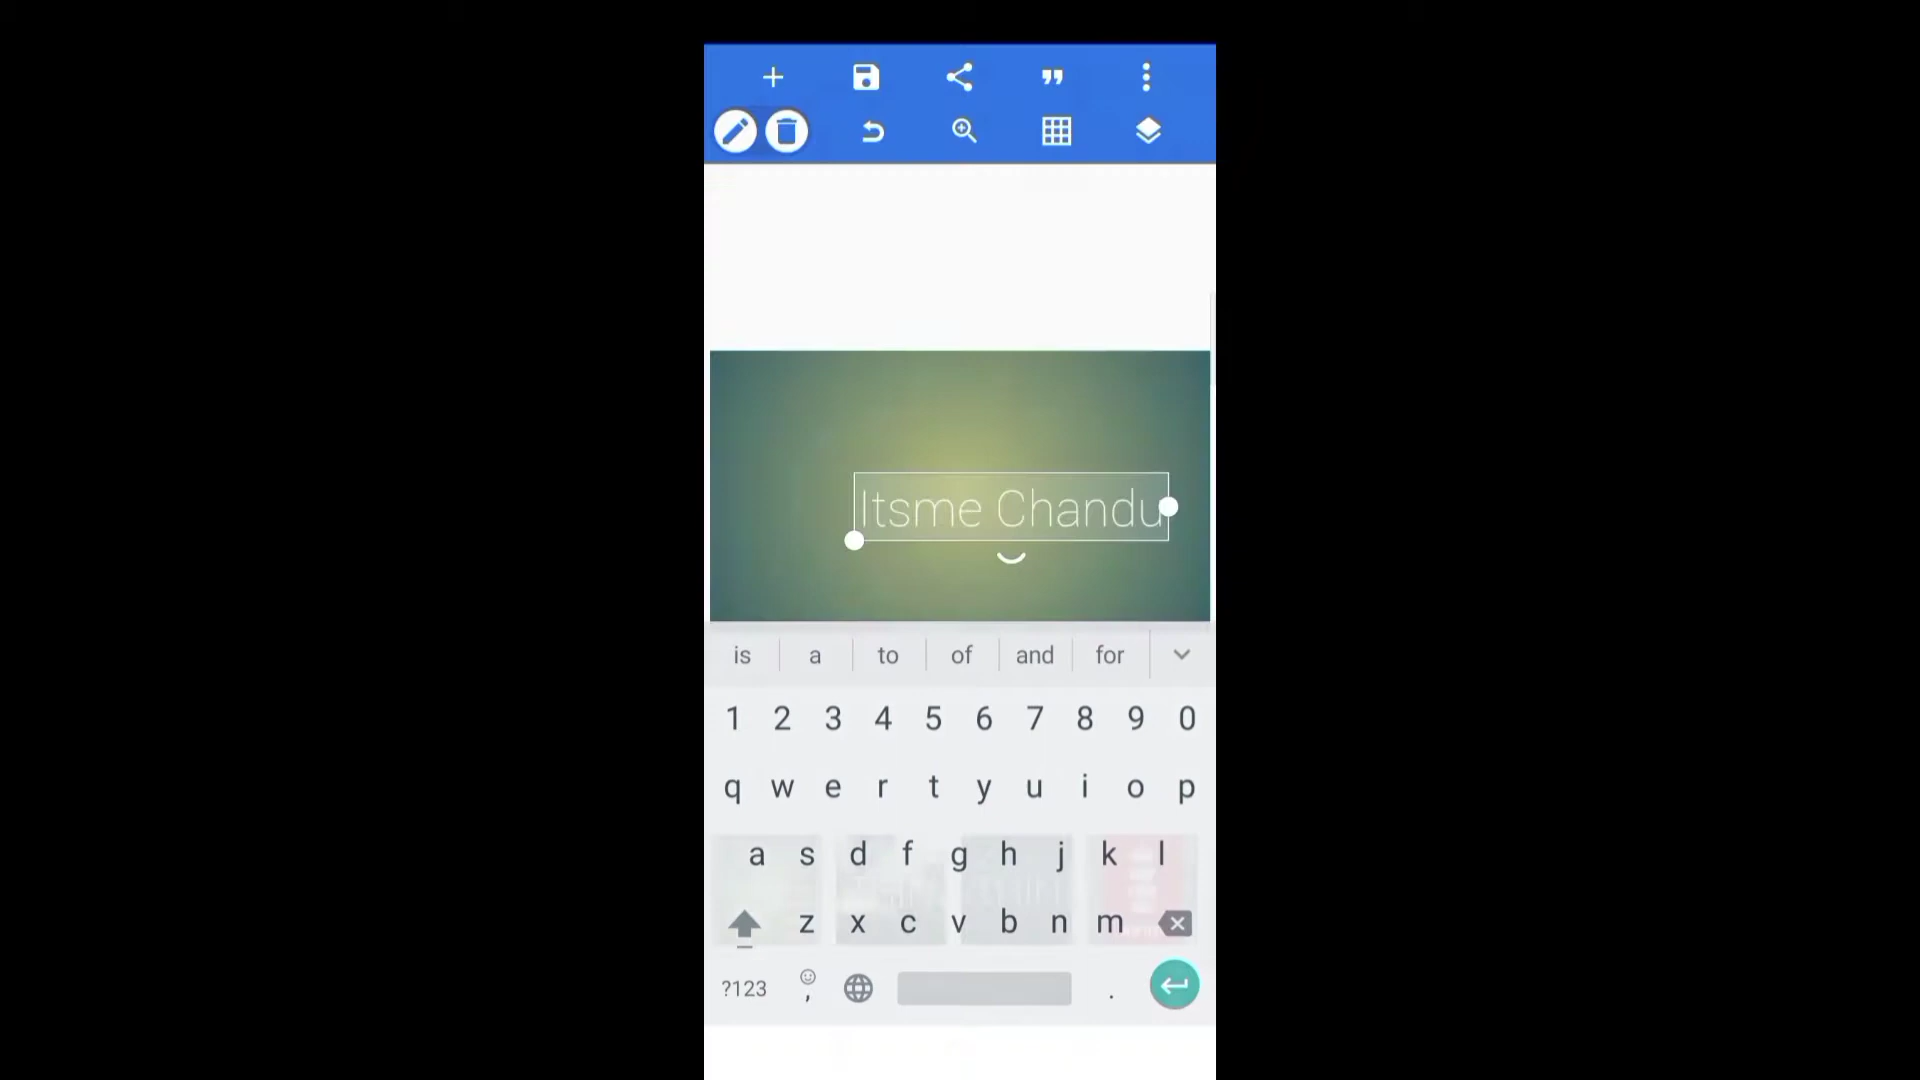 Itsme Chandu
is a to of and for
1 2 3 4 5 6 7 8 9 0
q w e r t y u i o p
a s d f g h j k l
z x c v b n m
?123 , .